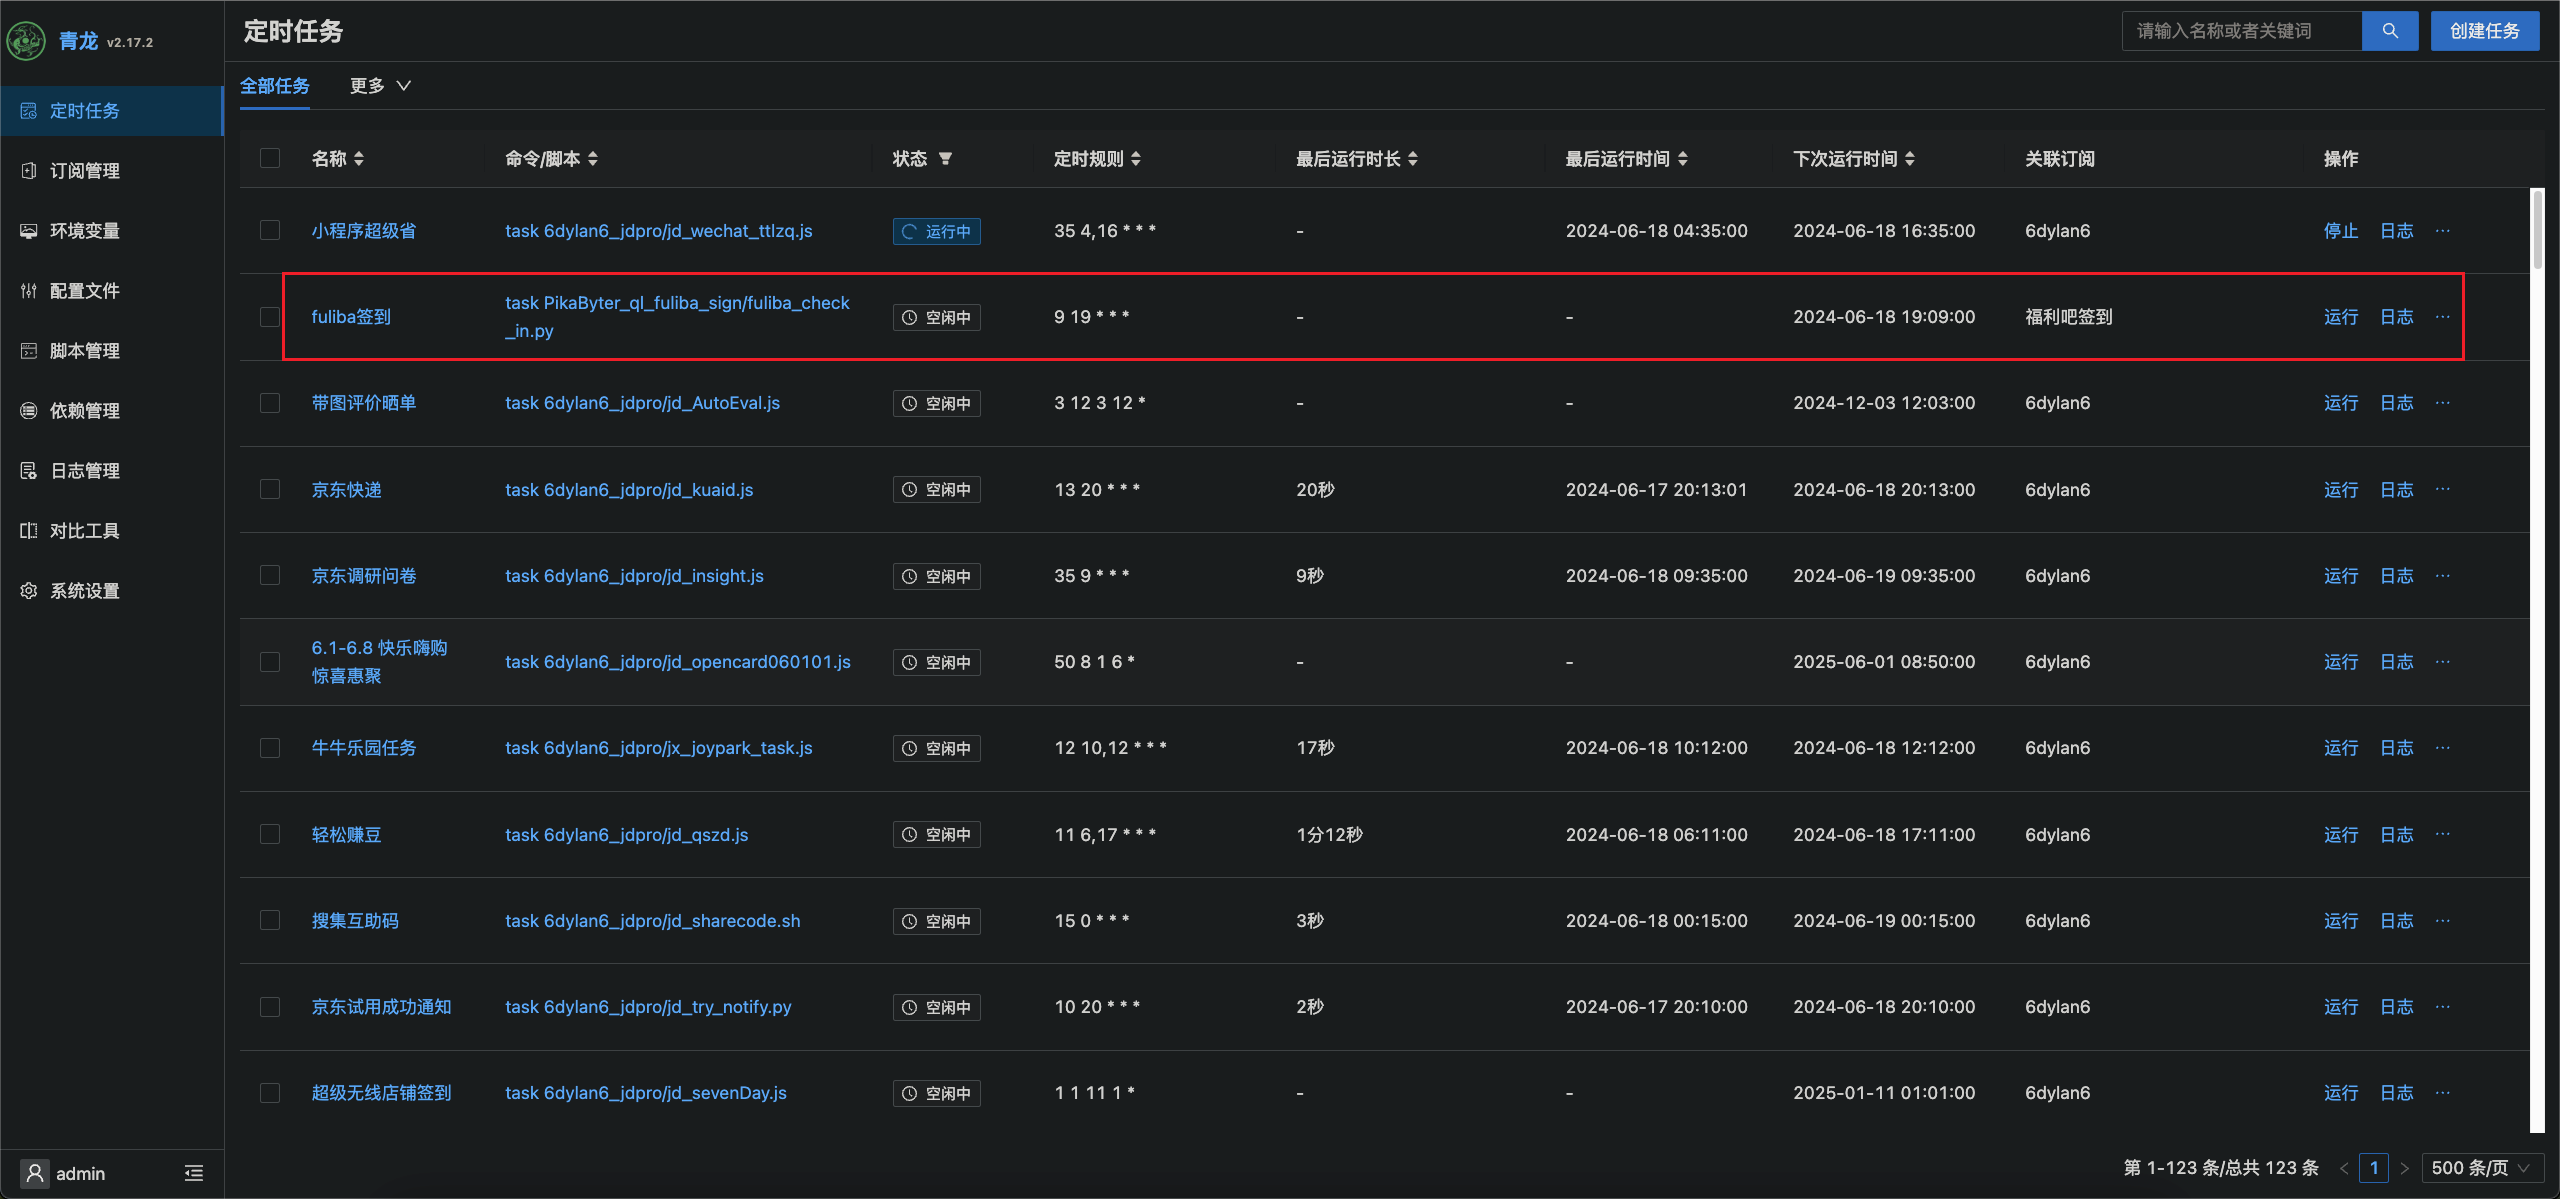 青龙 v2.17.2
定时任务
订阅管理
环境变量
配置文件
脚本管理
依赖管理
日志管理
对比工具
系统设置
admin
定时任务
请输入名称或者关键词
创建任务
全部任务 更多
名称 命令/脚本 状态 定时规则 最后运行时长 最后运行时间 下次运行时间 关联订阅 操作
小程序超级省 task 6dylan6_jdpro/jd_wechat_ttlzq.js 运行中 35 4,16 * * * - 2024-06-18 04:35:00 2024-06-18 16:35:00 6dylan6 停止 日志 ...
fuliba签到 task PikaByter_ql_fuliba_sign/fuliba_check
_in.py 空闲中 9 19 * * * - - 2024-06-18 19:09:00 福利吧签到 运行 日志 ...
带图评价晒单 task 6dylan6_jdpro/jd_AutoEval.js 空闲中 3 12 3 12 * - - 2024-12-03 12:03:00 6dylan6 运行 日志 ...
京东快递 task 6dylan6_jdpro/jd_kuaid.js 空闲中 13 20 * * * 20秒 2024-06-17 20:13:01 2024-06-18 20:13:00 6dylan6 运行 日志 ...
京东调研问卷 task 6dylan6_jdpro/jd_insight.js 空闲中 35 9 * * * 9秒 2024-06-18 09:35:00 2024-06-19 09:35:00 6dylan6 运行 日志 ...
6.1-6.8 快乐嗨购
惊喜惠聚 task 6dylan6_jdpro/jd_opencard060101.js 空闲中 50 8 1 6 * - - 2025-06-01 08:50:00 6dylan6 运行 日志 ...
牛牛乐园任务 task 6dylan6_jdpro/jx_joypark_task.js 空闲中 12 10,12 * * * 17秒 2024-06-18 10:12:00 2024-06-18 12:12:00 6dylan6 运行 日志 ...
轻松赚豆 task 6dylan6_jdpro/jd_qszd.js 空闲中 11 6,17 * * * 1分12秒 2024-06-18 06:11:00 2024-06-18 17:11:00 6dylan6 运行 日志 ...
搜集互助码 task 6dylan6_jdpro/jd_sharecode.sh 空闲中 15 0 * * * 3秒 2024-06-18 00:15:00 2024-06-19 00:15:00 6dylan6 运行 日志 ...
京东试用成功通知 task 6dylan6_jdpro/jd_try_notify.py 空闲中 10 20 * * * 2秒 2024-06-17 20:10:00 2024-06-18 20:10:00 6dylan6 运行 日志 ...
超级无线店铺签到 task 6dylan6_jdpro/jd_sevenDay.js 空闲中 1 1 11 1 * - - 2025-01-11 01:01:00 6dylan6 运行 日志 ...
第 1-123 条/总共 123 条 < 1 > 500 条/页